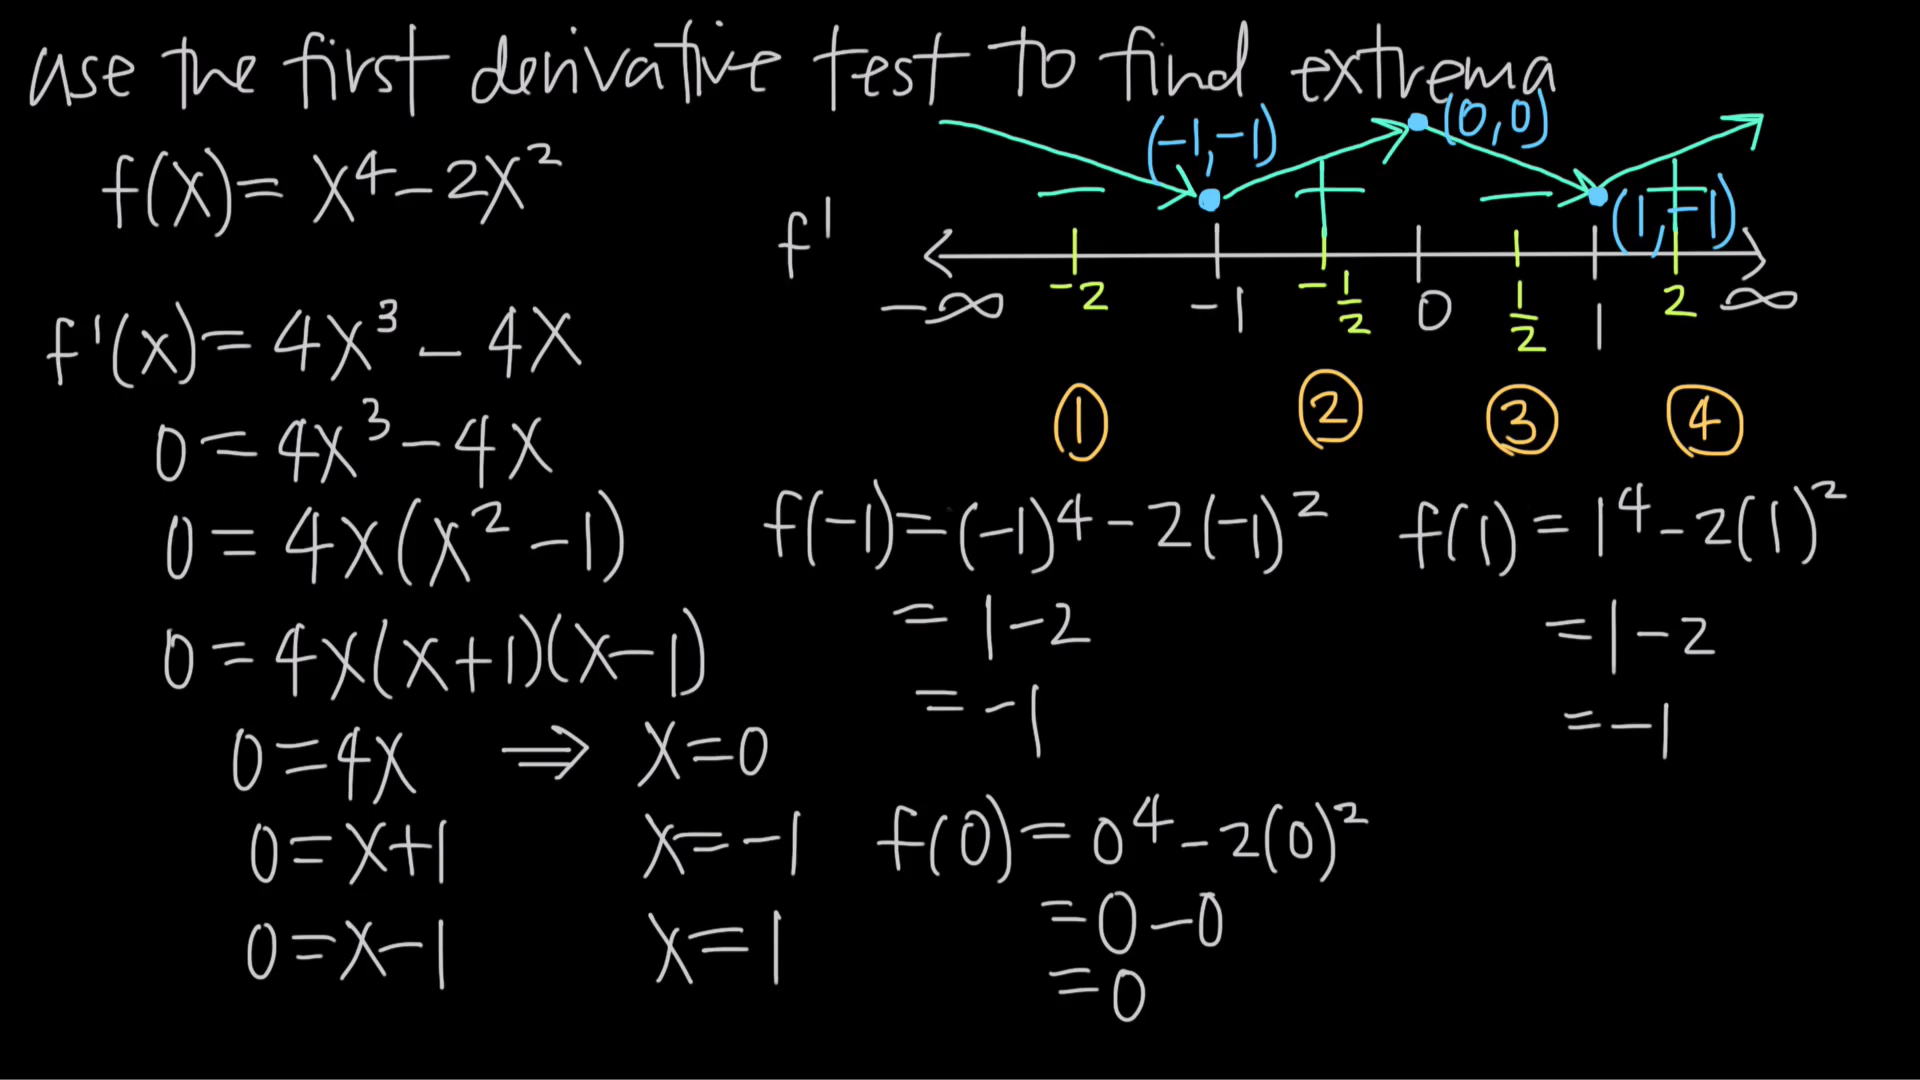 use the first derivative test to find extrema
f(x) = x⁴ - 2x²
f'(x) = 4x³ - 4x
0 = 4x³ - 4x
0 = 4x(x² - 1)
0 = 4x(x+1)(x-1)
0 = 4x ⇒ x = 0
0 = x+1 x = -1
0 = x-1 x = 1
(-1,-1) (0,0)
- + - + (1,-1)
f'
-∞ -2 -1 -1/2 0 1/2 1 2 ∞
① ② ③ ④
f(-1) = (-1)⁴ - 2(-1)²
= 1 - 2
= -1
f(0) = 0⁴ - 2(0)²
= 0 - 0
= 0
f(1) = 1⁴ - 2(1)²
= 1 - 2
= -1